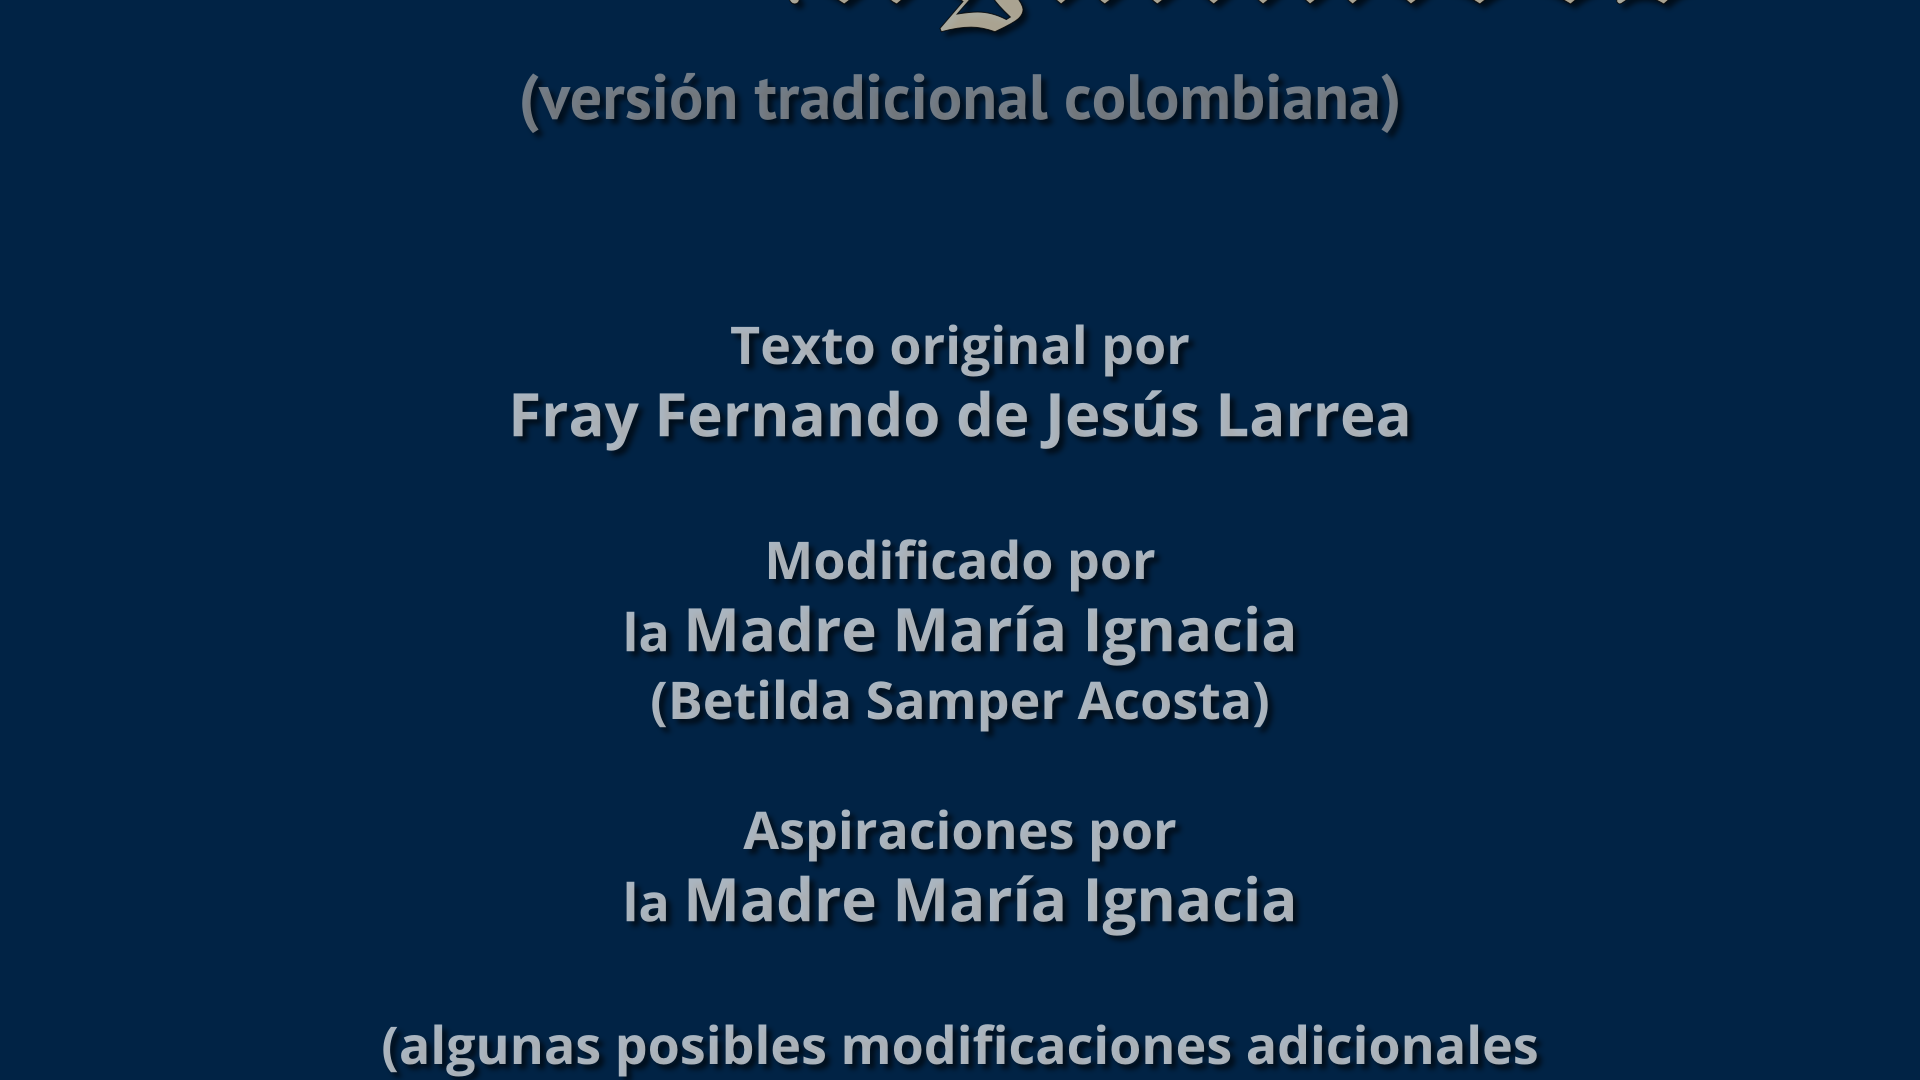 (versión tradicional colombiana)
Texto original por
Fray Fernando de Jesús Larrea
Modificado por
la Madre María Ignacia
(Betilda Samper Acosta)
Aspiraciones por
la Madre María Ignacia
(algunas posibles modificaciones adicionales